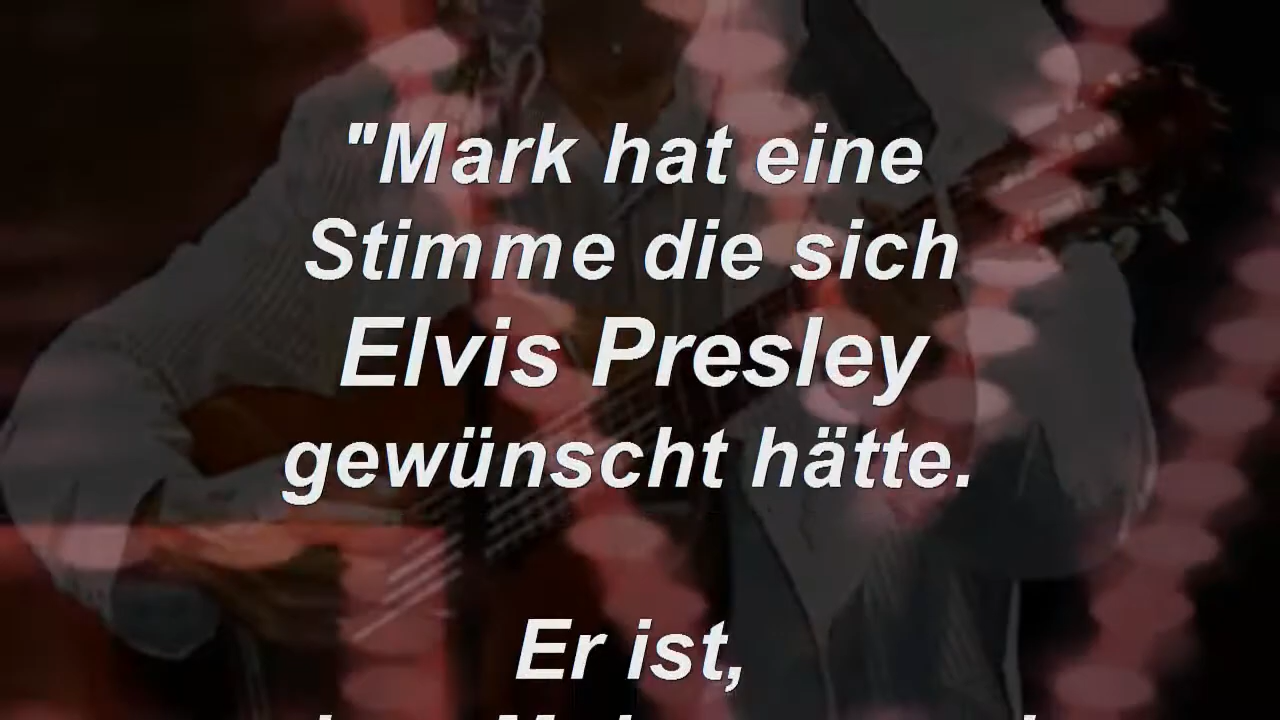 "Mark hat eine
Stimme die sich
Elvis Presley
gewünscht hätte.
Er ist,